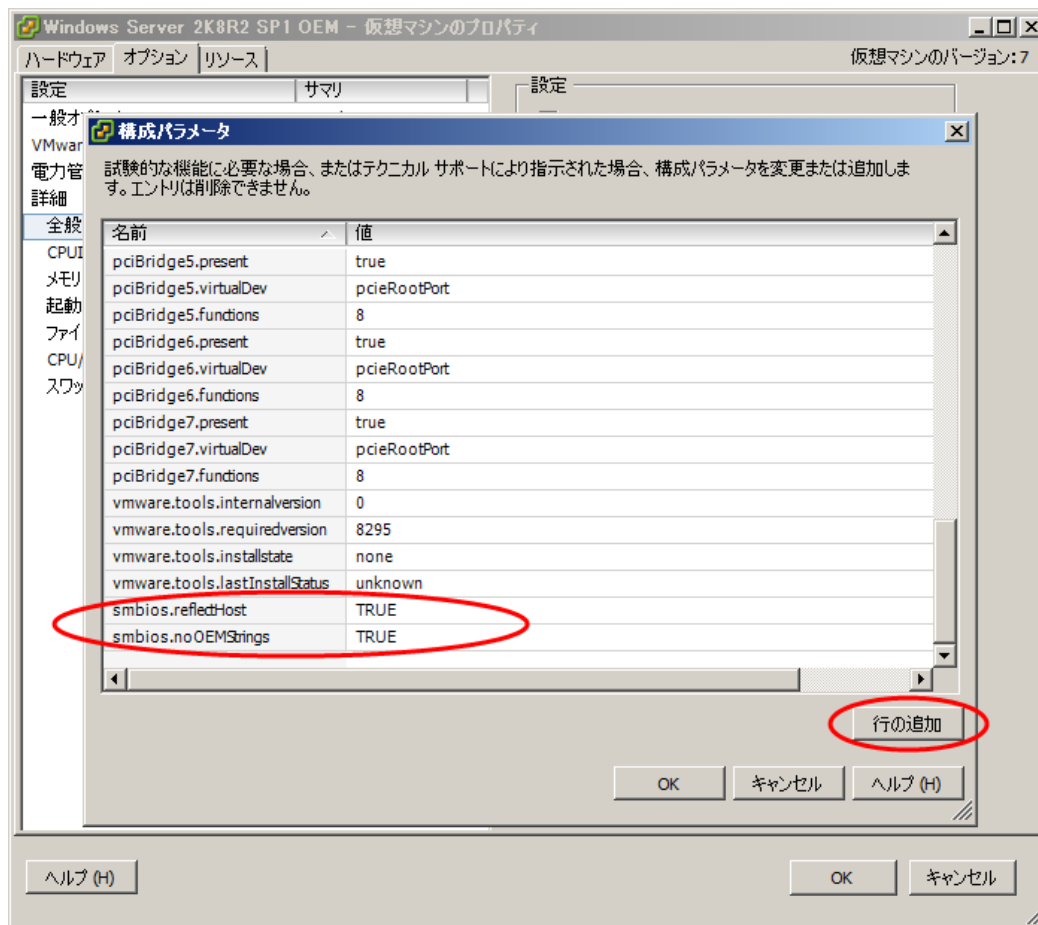 Windows Server 2K8R2 SP1 OEM - 仮想マシンのプロパティ
ハードウェア オプション リソース 仮想マシンのバージョン: 7
設定 サマリ 設定
一般オ
VMwar
電力管
詳細
全般
CPUI
メモリ
起動
ファイ
CPU/
スワッ
構成パラメータ
試験的な機能に必要な場合、またはテクニカル サポートにより指示された場合、構成パラメータを変更または追加しま
す。エントリは削除できません。
名前 値
pciBridge5.present true
pciBridge5.virtualDev pcieRootPort
pciBridge5.functions 8
pciBridge6.present true
pciBridge6.virtualDev pcieRootPort
pciBridge6.functions 8
pciBridge7.present true
pciBridge7.virtualDev pcieRootPort
pciBridge7.functions 8
vmware.tools.internalversion 0
vmware.tools.requiredversion 8295
vmware.tools.installstate none
vmware.tools.lastInstallStatus unknown
smbios.reflectHost TRUE
smbios.noOEMStrings TRUE
行の追加
OK キャンセル ヘルプ (H)
ヘルプ (H) OK キャンセル